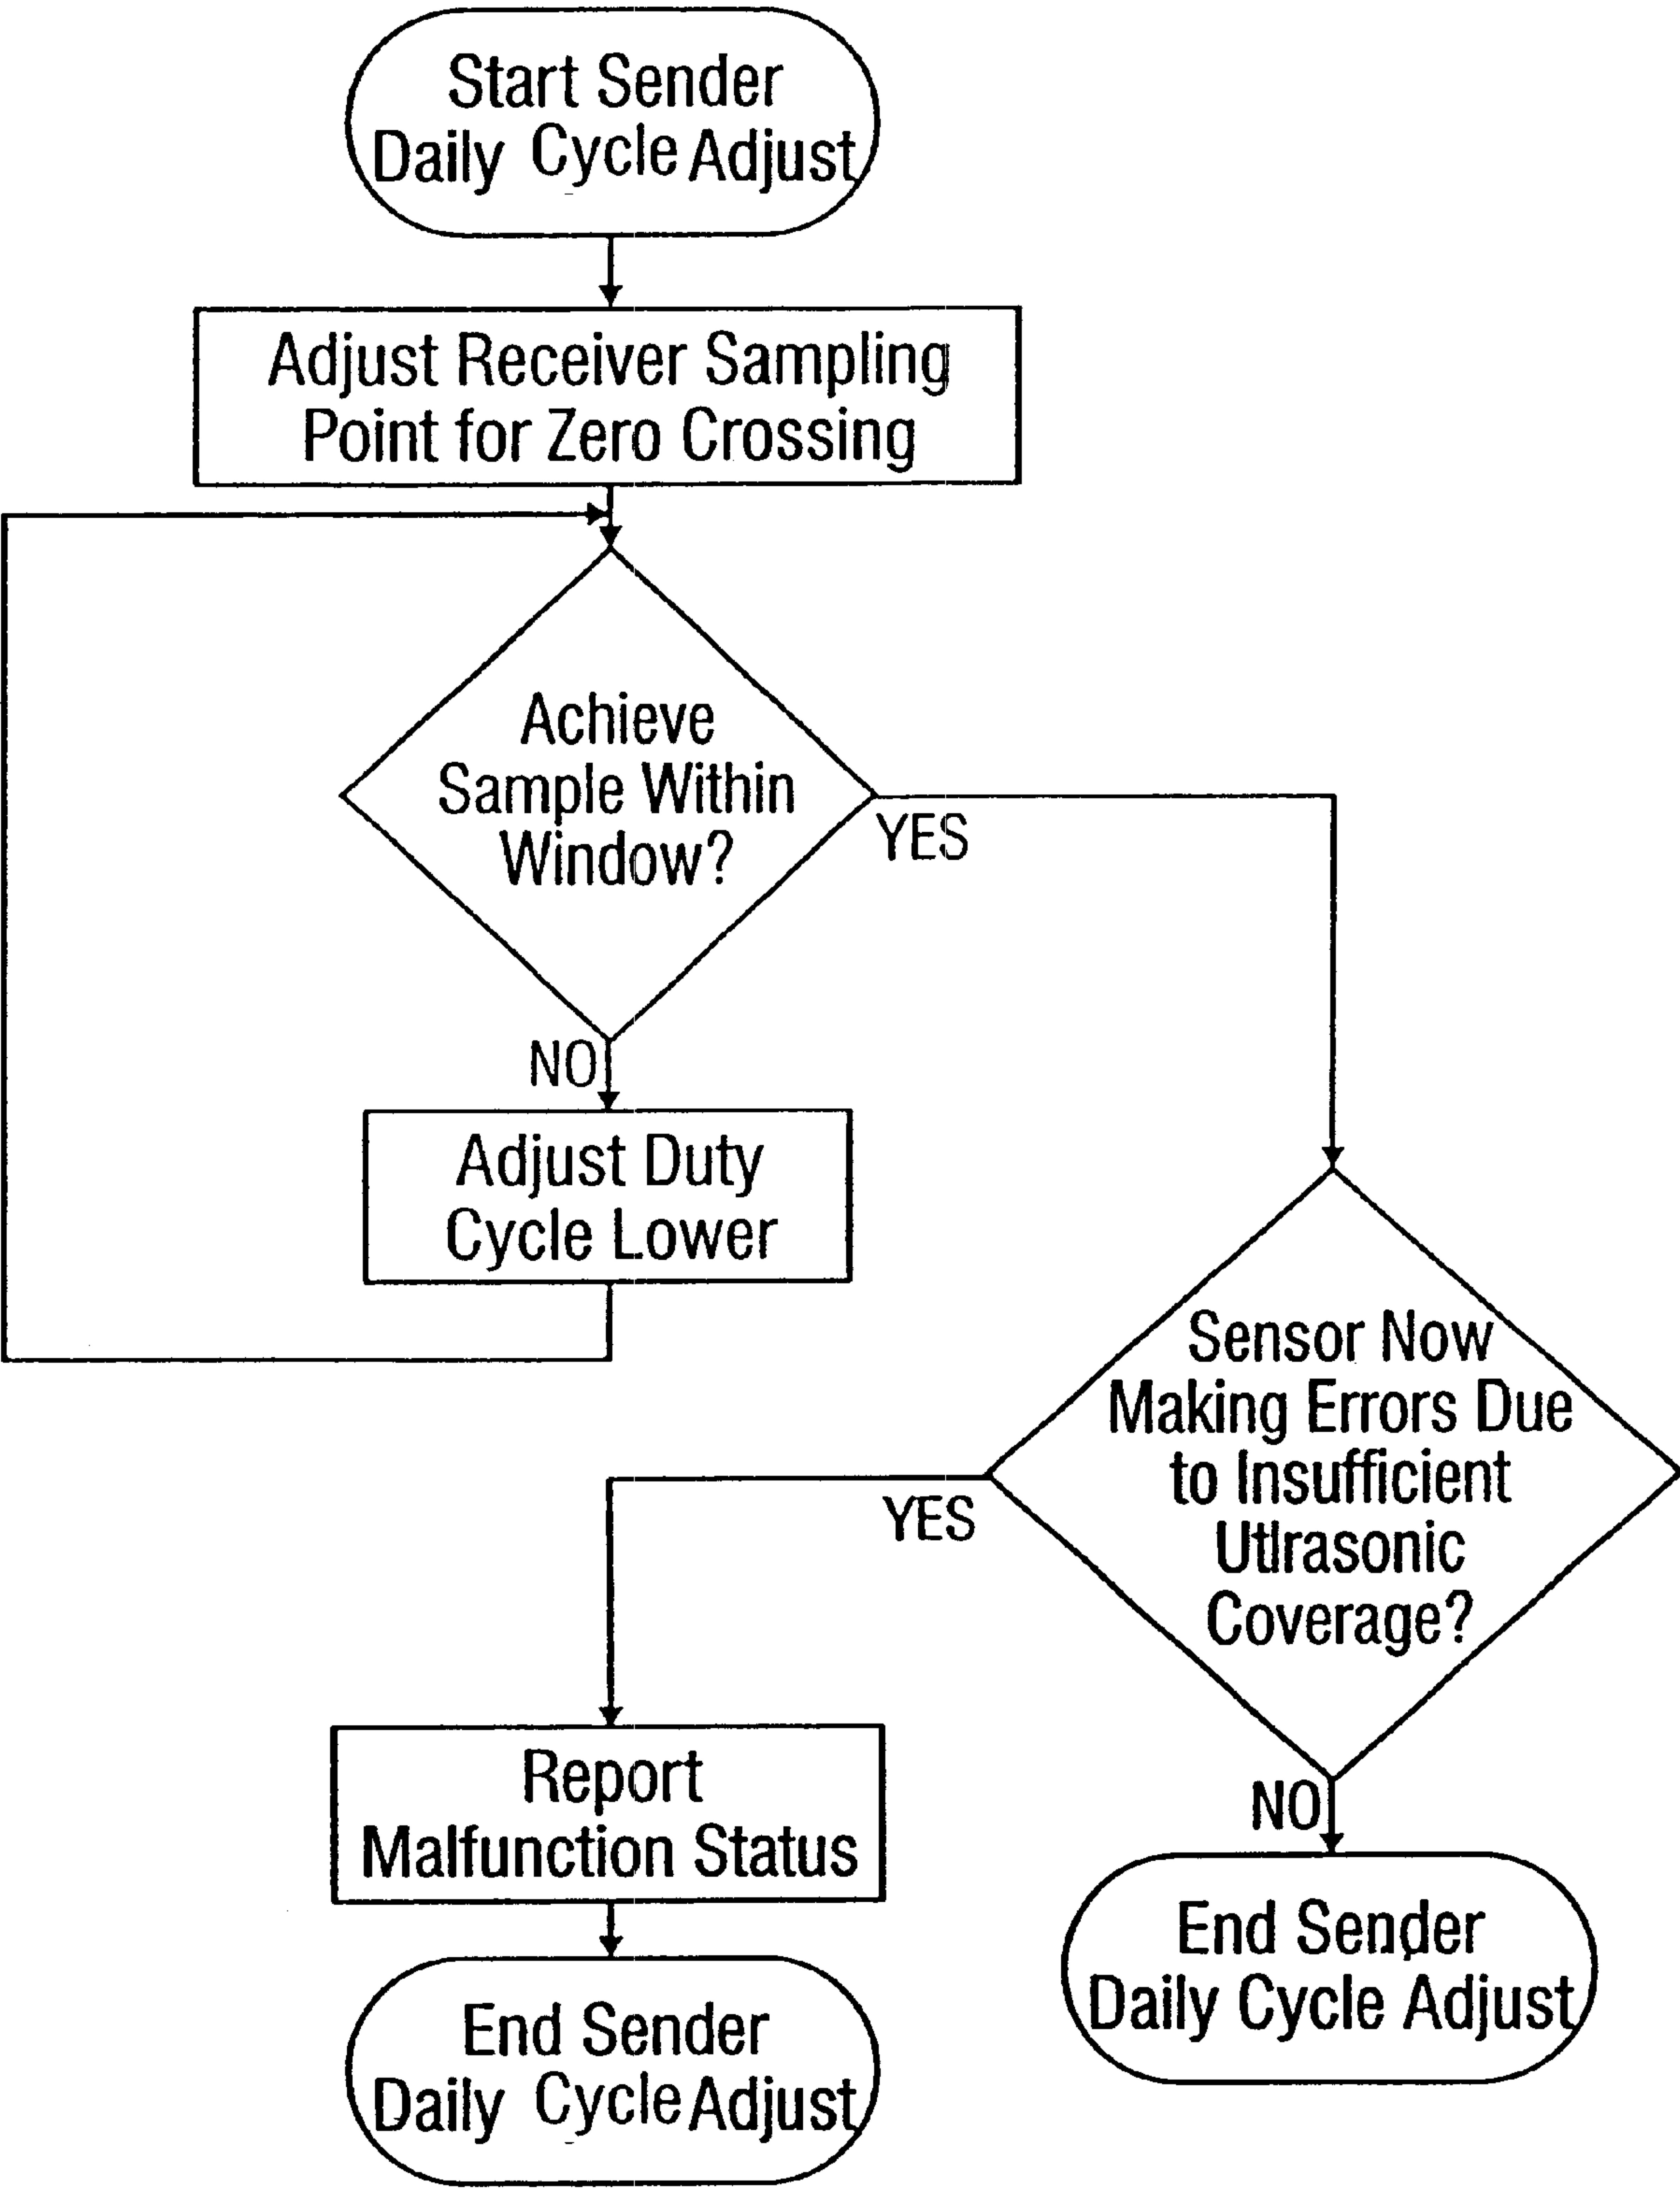 Start Sender
Daily Cycle Adjust
Adjust Receiver Sampling
Point for Zero Crossing
Achieve
Sample Within
Window?
YES
NO
Adjust Duty
Cycle Lower
Sensor Now
Making Errors Due
to Insufficient
Utlrasonic
Coverage?
YES
NO
Report
Malfunction Status
End Sender
Daily Cycle Adjust
End Sender
Daily Cycle Adjust